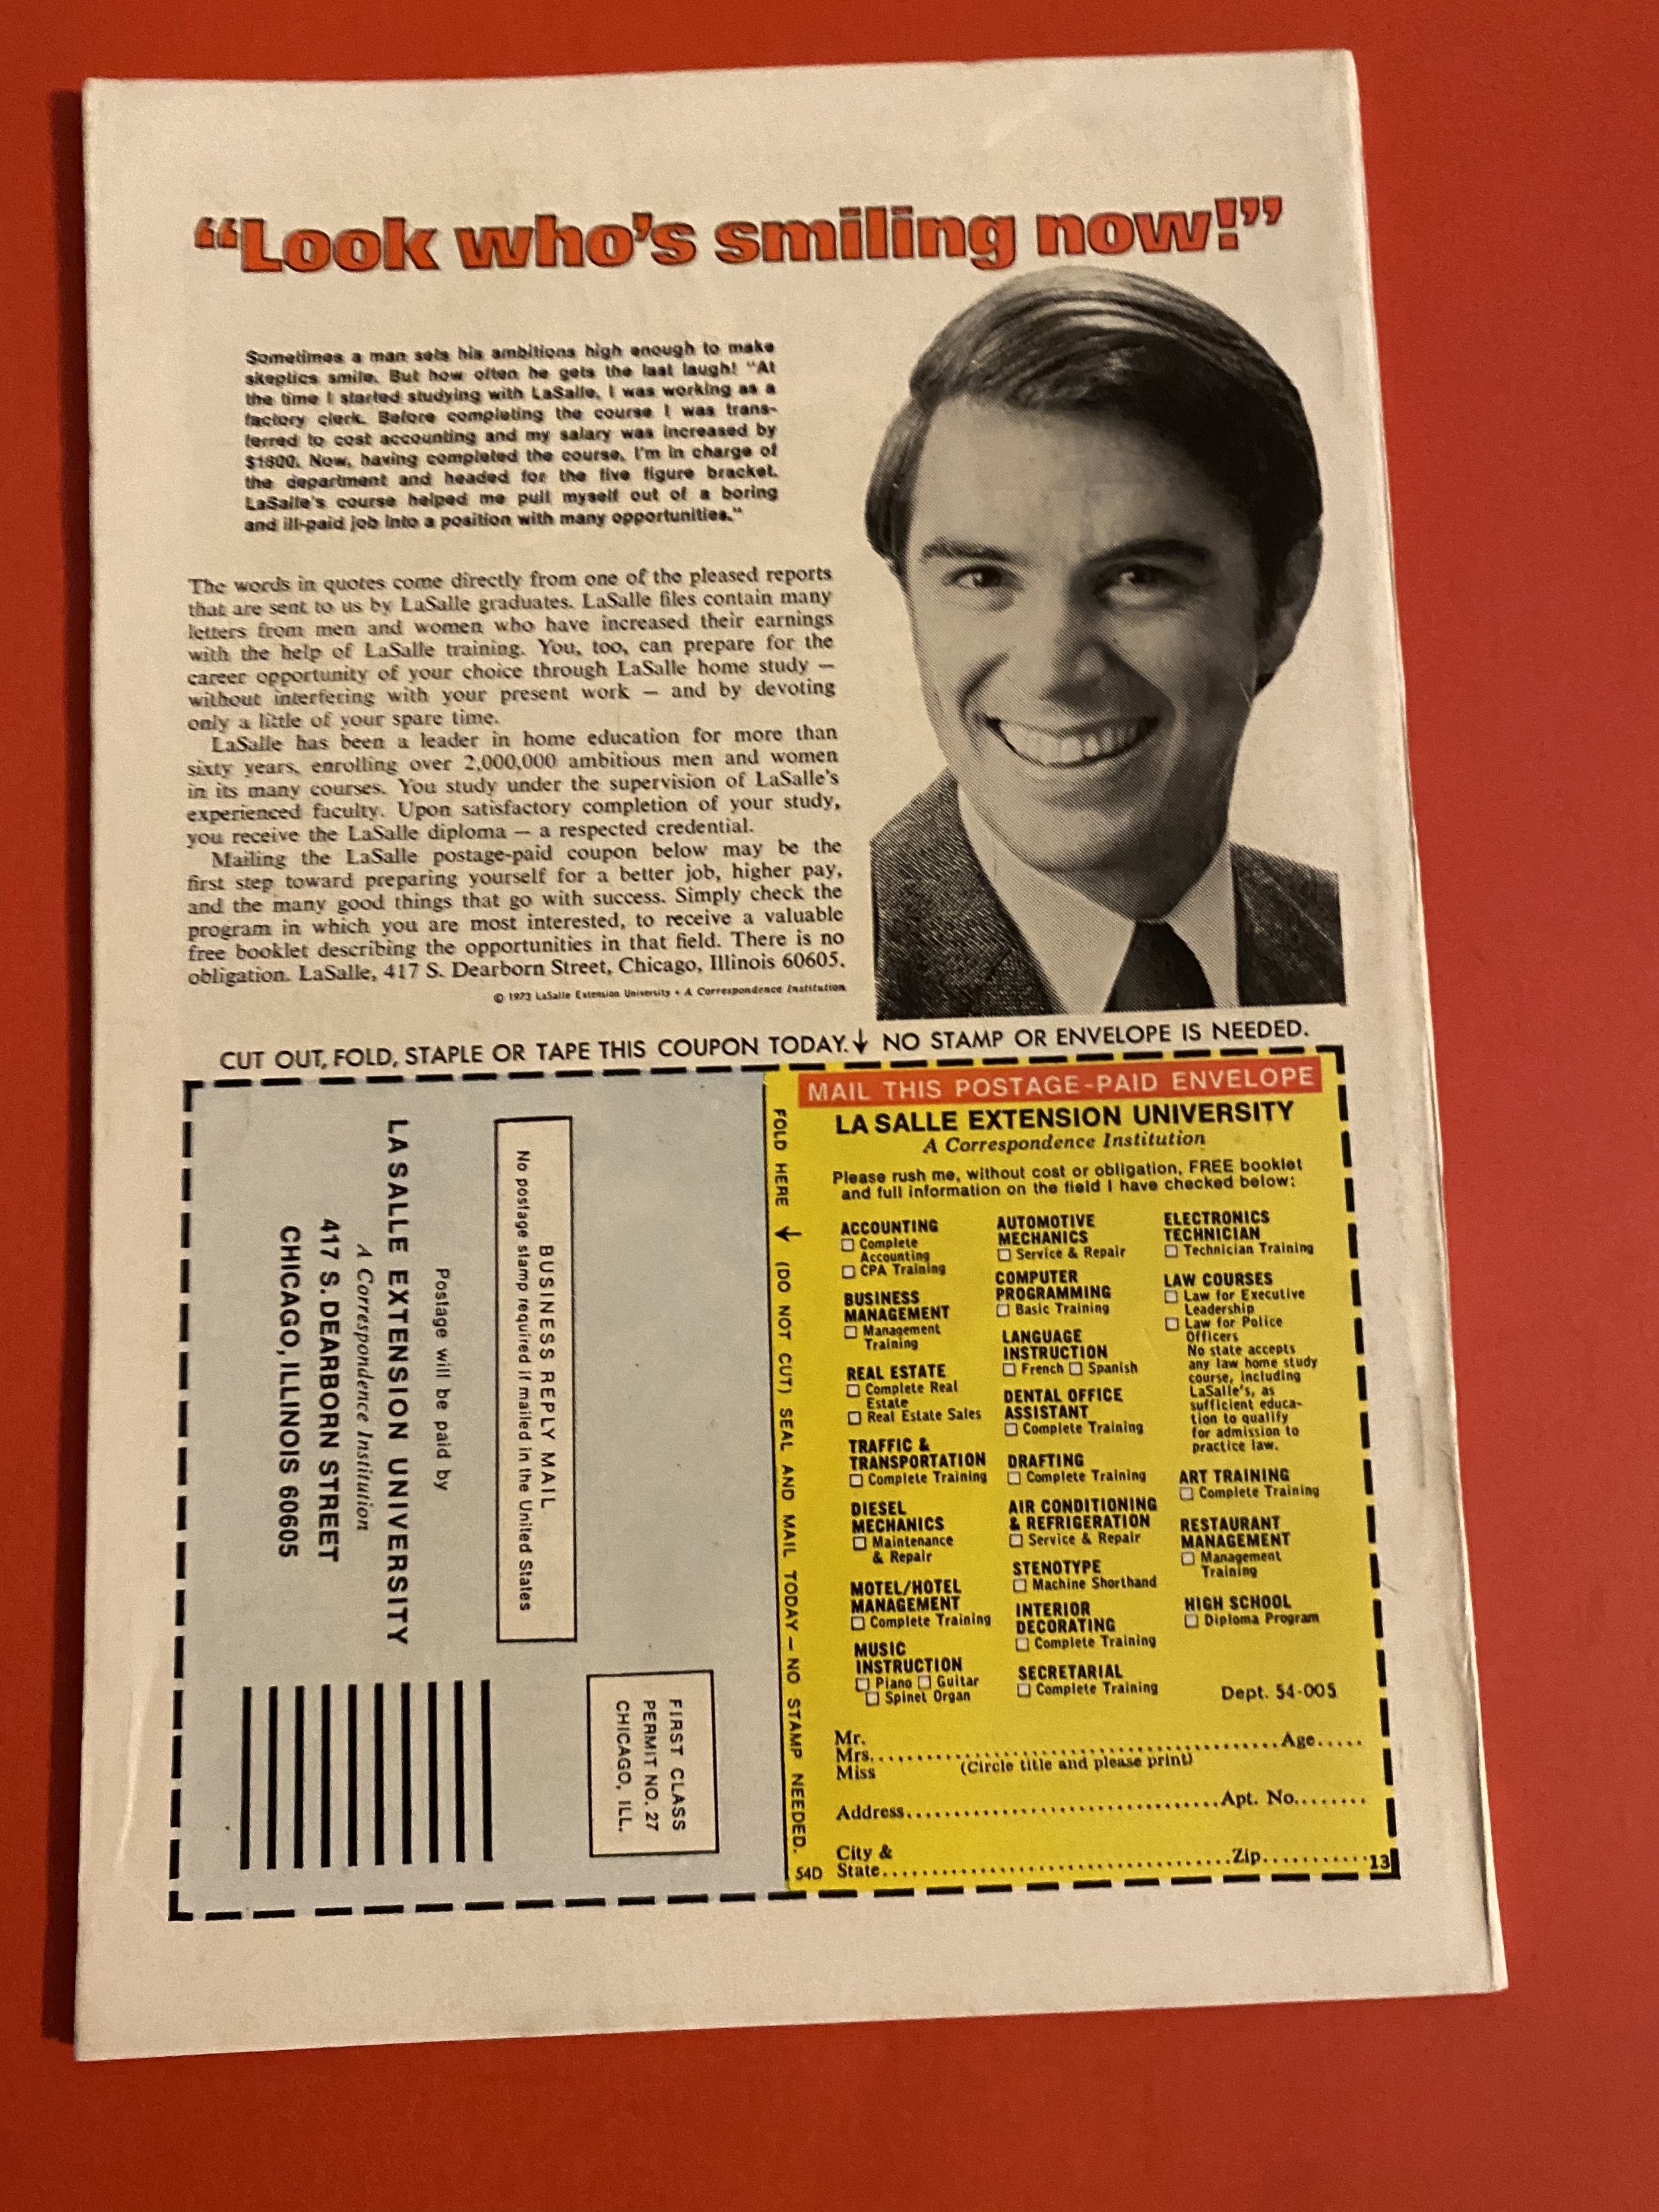 “Look who's smiling now!”
Sometimes a man sets his ambitions high enough to make
skeptics smile. But how often he gets the last laugh! “At
the time I started studying with LaSalle, I was working as a
factory clerk. Before completing the course I was trans-
ferred to cost accounting and my salary was increased by
$1800. Now, having completed the course, I'm in charge of
the department and headed for the five figure bracket.
LaSalle's course helped me pull myself out of a boring
and ill-paid job into a position with many opportunities.”
The words in quotes come directly from one of the pleased reports
that are sent to us by LaSalle graduates. LaSalle files contain many
letters from men and women who have increased their earnings
with the help of LaSalle training. You, too, can prepare for the
career opportunity of your choice through LaSalle home study —
without interfering with your present work — and by devoting
only a little of your spare time.
LaSalle has been a leader in home education for more than
sixty years, enrolling over 2,000,000 ambitious men and women
in its many courses. You study under the supervision of LaSalle's
experienced faculty. Upon satisfactory completion of your study,
you receive the LaSalle diploma — a respected credential.
Mailing the LaSalle postage-paid coupon below may be the
first step toward preparing yourself for a better job, higher pay,
and the many good things that go with success. Simply check the
program in which you are most interested, to receive a valuable
free booklet describing the opportunities in that field. There is no
obligation. LaSalle, 417 S. Dearborn Street, Chicago, Illinois 60605.
© 1973 LaSalle Extension University • A Correspondence Institution
CUT OUT, FOLD, STAPLE OR TAPE THIS COUPON TODAY. ↓ NO STAMP OR ENVELOPE IS NEEDED.
FIRST CLASS
PERMIT NO. 27
CHICAGO, ILL.
BUSINESS REPLY MAIL
No postage stamp required if mailed in the United States
Postage will be paid by
LA SALLE EXTENSION UNIVERSITY
A Correspondence Institution
417 S. DEARBORN STREET
CHICAGO, ILLINOIS 60605
FOLD HERE ↓ (DO NOT CUT) SEAL AND MAIL TODAY – NO STAMP NEEDED.
MAIL THIS POSTAGE-PAID ENVELOPE
LA SALLE EXTENSION UNIVERSITY
A Correspondence Institution
Please rush me, without cost or obligation, FREE booklet
and full information on the field I have checked below:
ACCOUNTING
☐ Complete
Accounting
☐ CPA Training
BUSINESS
MANAGEMENT
☐ Management
Training
REAL ESTATE
☐ Complete Real
Estate
☐ Real Estate Sales
TRAFFIC &
TRANSPORTATION
☐ Complete Training
DIESEL
MECHANICS
☐ Maintenance
& Repair
MOTEL/HOTEL
MANAGEMENT
☐ Complete Training
MUSIC
INSTRUCTION
☐ Piano ☐ Guitar
☐ Spinet Organ
AUTOMOTIVE
MECHANICS
☐ Service & Repair
COMPUTER
PROGRAMMING
☐ Basic Training
LANGUAGE
INSTRUCTION
☐ French ☐ Spanish
DENTAL OFFICE
ASSISTANT
☐ Complete Training
DRAFTING
☐ Complete Training
AIR CONDITIONING
& REFRIGERATION
☐ Service & Repair
STENOTYPE
☐ Machine Shorthand
INTERIOR
DECORATING
☐ Complete Training
SECRETARIAL
☐ Complete Training
ELECTRONICS
TECHNICIAN
☐ Technician Training
LAW COURSES
☐ Law for Executive
Leadership
☐ Law for Police
Officers
No state accepts
any law home study
course, including
LaSalle's, as
sufficient educa-
tion to qualify
for admission to
practice law.
ART TRAINING
☐ Complete Training
RESTAURANT
MANAGEMENT
☐ Management
Training
HIGH SCHOOL
☐ Diploma Program
Dept. 54-005
Mr.
Mrs. Age
Miss (Circle title and please print)
Address Apt. No.
City &
State Zip
54D
13